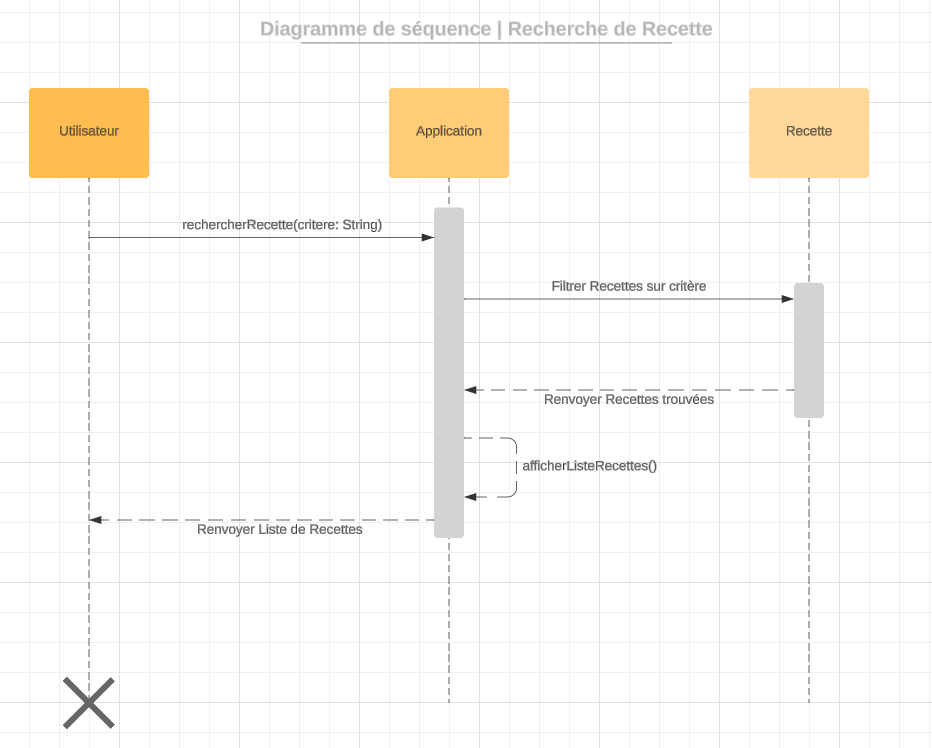 Diagramme de séquence | Recherche de Recette
Utilisateur
Application
Recette
rechercherRecette(critere: String)
Filtrer Recettes sur critère
Renvoyer Recettes trouvées
afficherListeRecettes()
Renvoyer Liste de Recettes